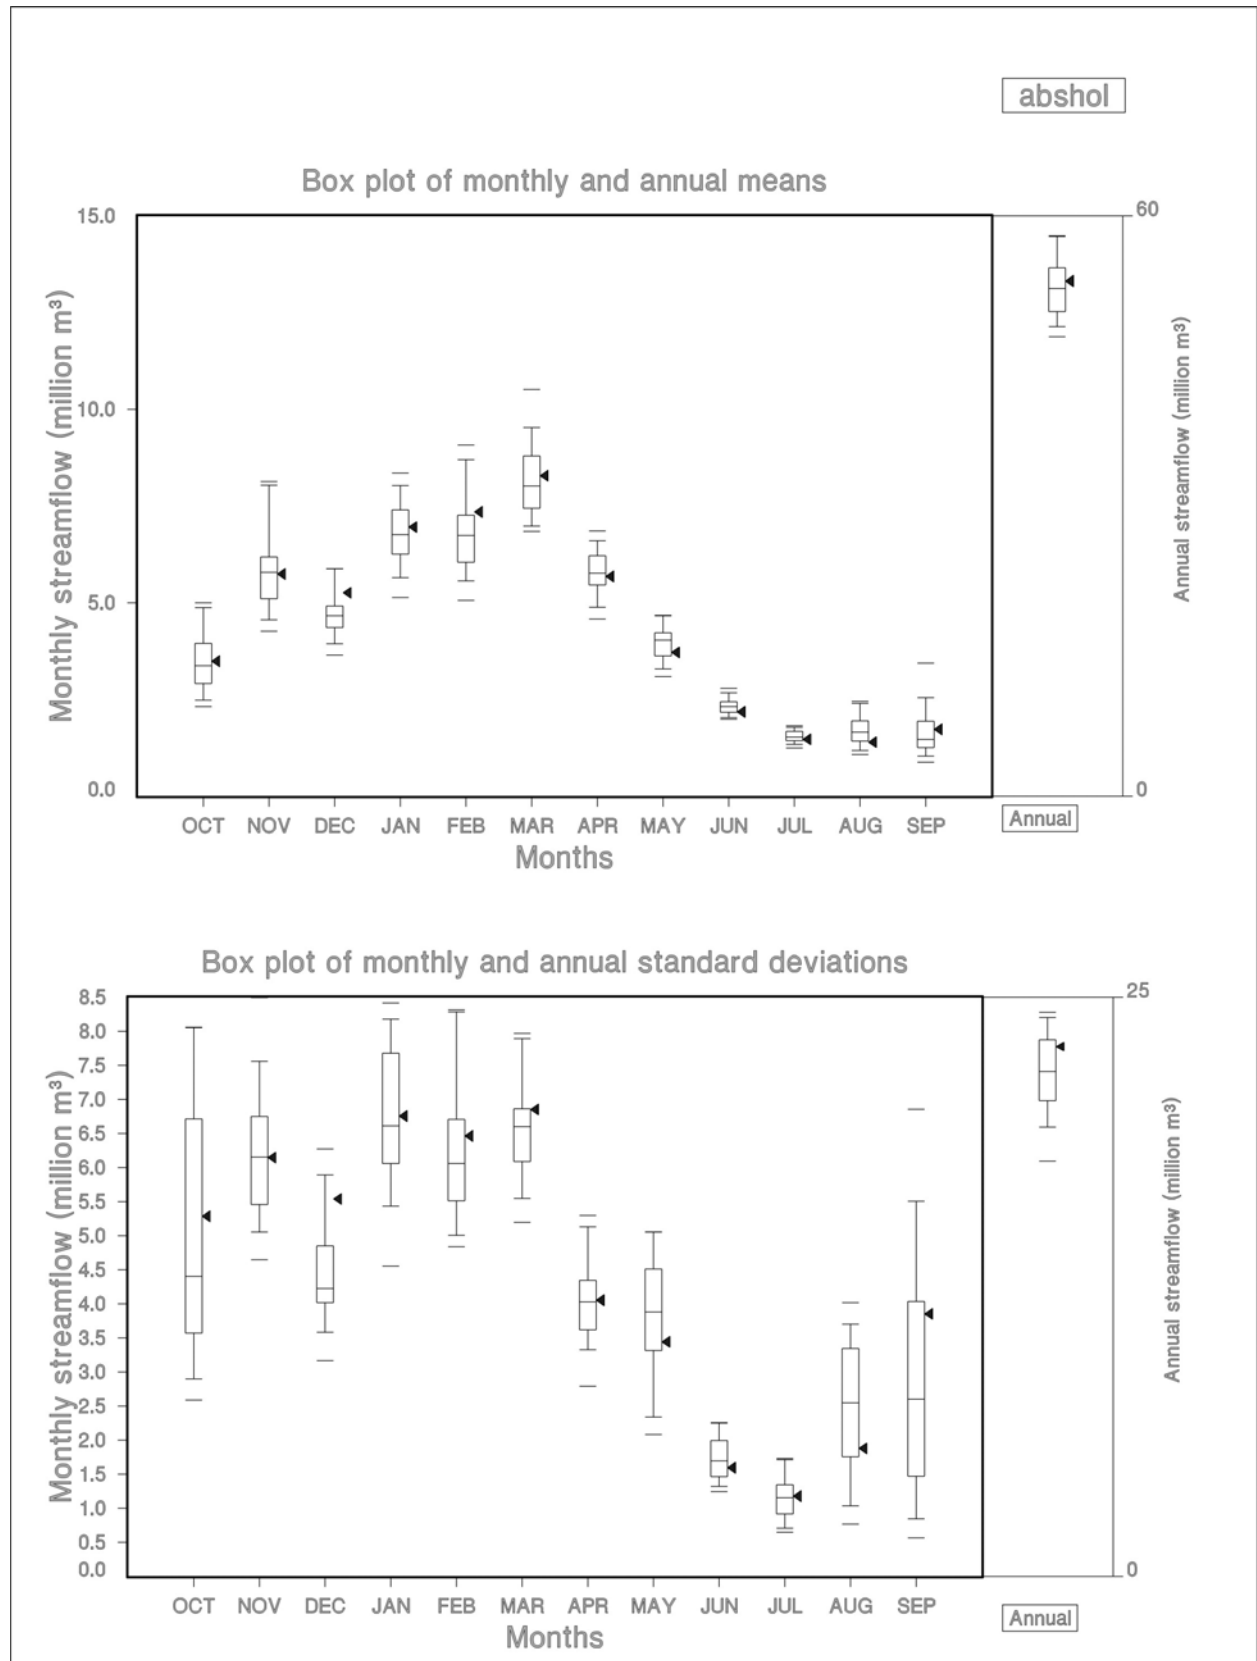 abshol
Box plot of monthly and annual means
15.0
60
10.0
5.0
0.0
0
Monthly streamflow (million m³)
Annual streamflow (million m³)
OCT NOV DEC JAN FEB MAR APR MAY JUN JUL AUG SEP
Annual
Months
Box plot of monthly and annual standard deviations
8.5
25
8.0
7.5
7.0
6.5
6.0
5.5
5.0
4.5
4.0
3.5
3.0
2.5
2.0
1.5
1.0
0.5
0.0
0
Monthly streamflow (million m³)
Annual streamflow (million m³)
OCT NOV DEC JAN FEB MAR APR MAY JUN JUL AUG SEP
Annual
Months